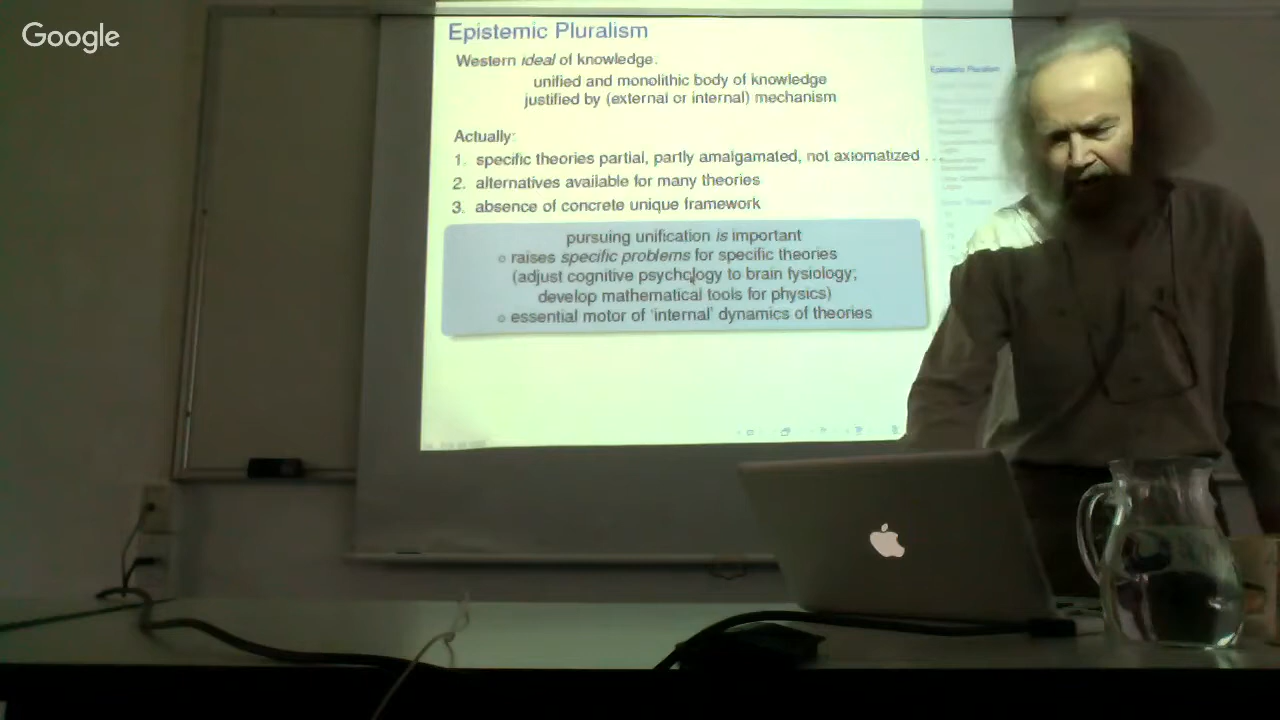 Google
Epistemic Pluralism
Western ideal of knowledge.
unified and monolithic body of knowledge
justified by (external or internal) mechanism
Actually:
1. specific theories partial, partly amalgamated, not axiomatized ...
2. alternatives available for many theories
3. absence of concrete unique framework
pursuing unification is important
○ raises specific problems for specific theories
(adjust cognitive psychology to brain fysiology;
develop mathematical tools for physics)
○ essential motor of 'internal' dynamics of theories
Epistemic Pluralism